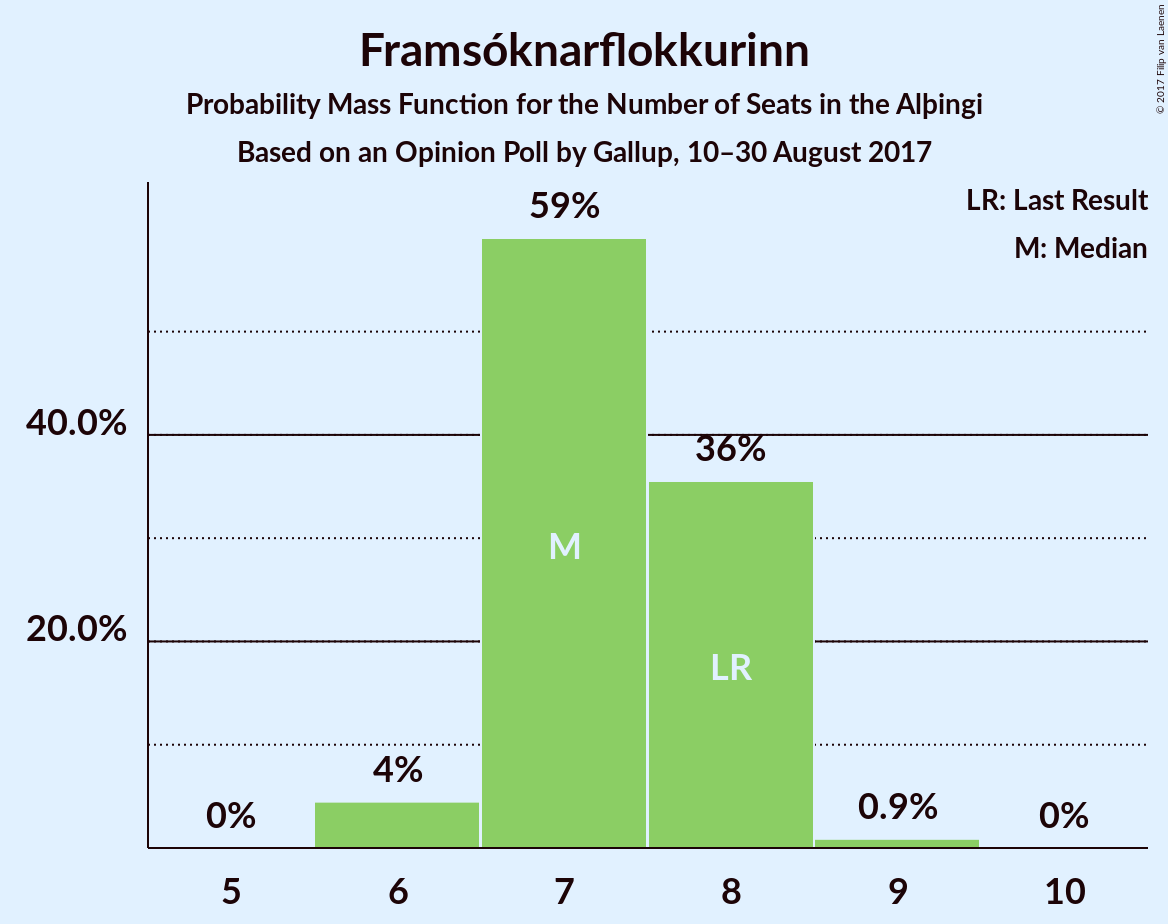 Framsóknarflokkurinn
Probability Mass Function for the Number of Seats in the Alþingi
Based on an Opinion Poll by Gallup, 10–30 August 2017
© 2017 Filip van Laenen
LR: Last Result
M: Median
59%
40.0%
36%
M
20.0%
LR
4%
0%
0.9%
0%
5 6 7 8 9 10